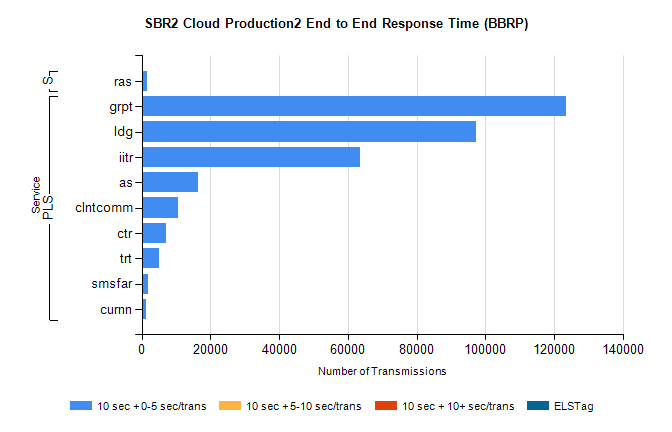 SBR2 Cloud Production2 End to End Response Time (BBRP)
S
ras
grpt
ldg
iitr
as
Service
PLS
clntcomm
ctr
trt
smsfar
cumn
0 20000 40000 60000 80000 100000 120000 140000
Number of Transmissions
10 sec +0-5 sec/trans 10 sec +5-10 sec/trans 10 sec + 10+ sec/trans ELSTag